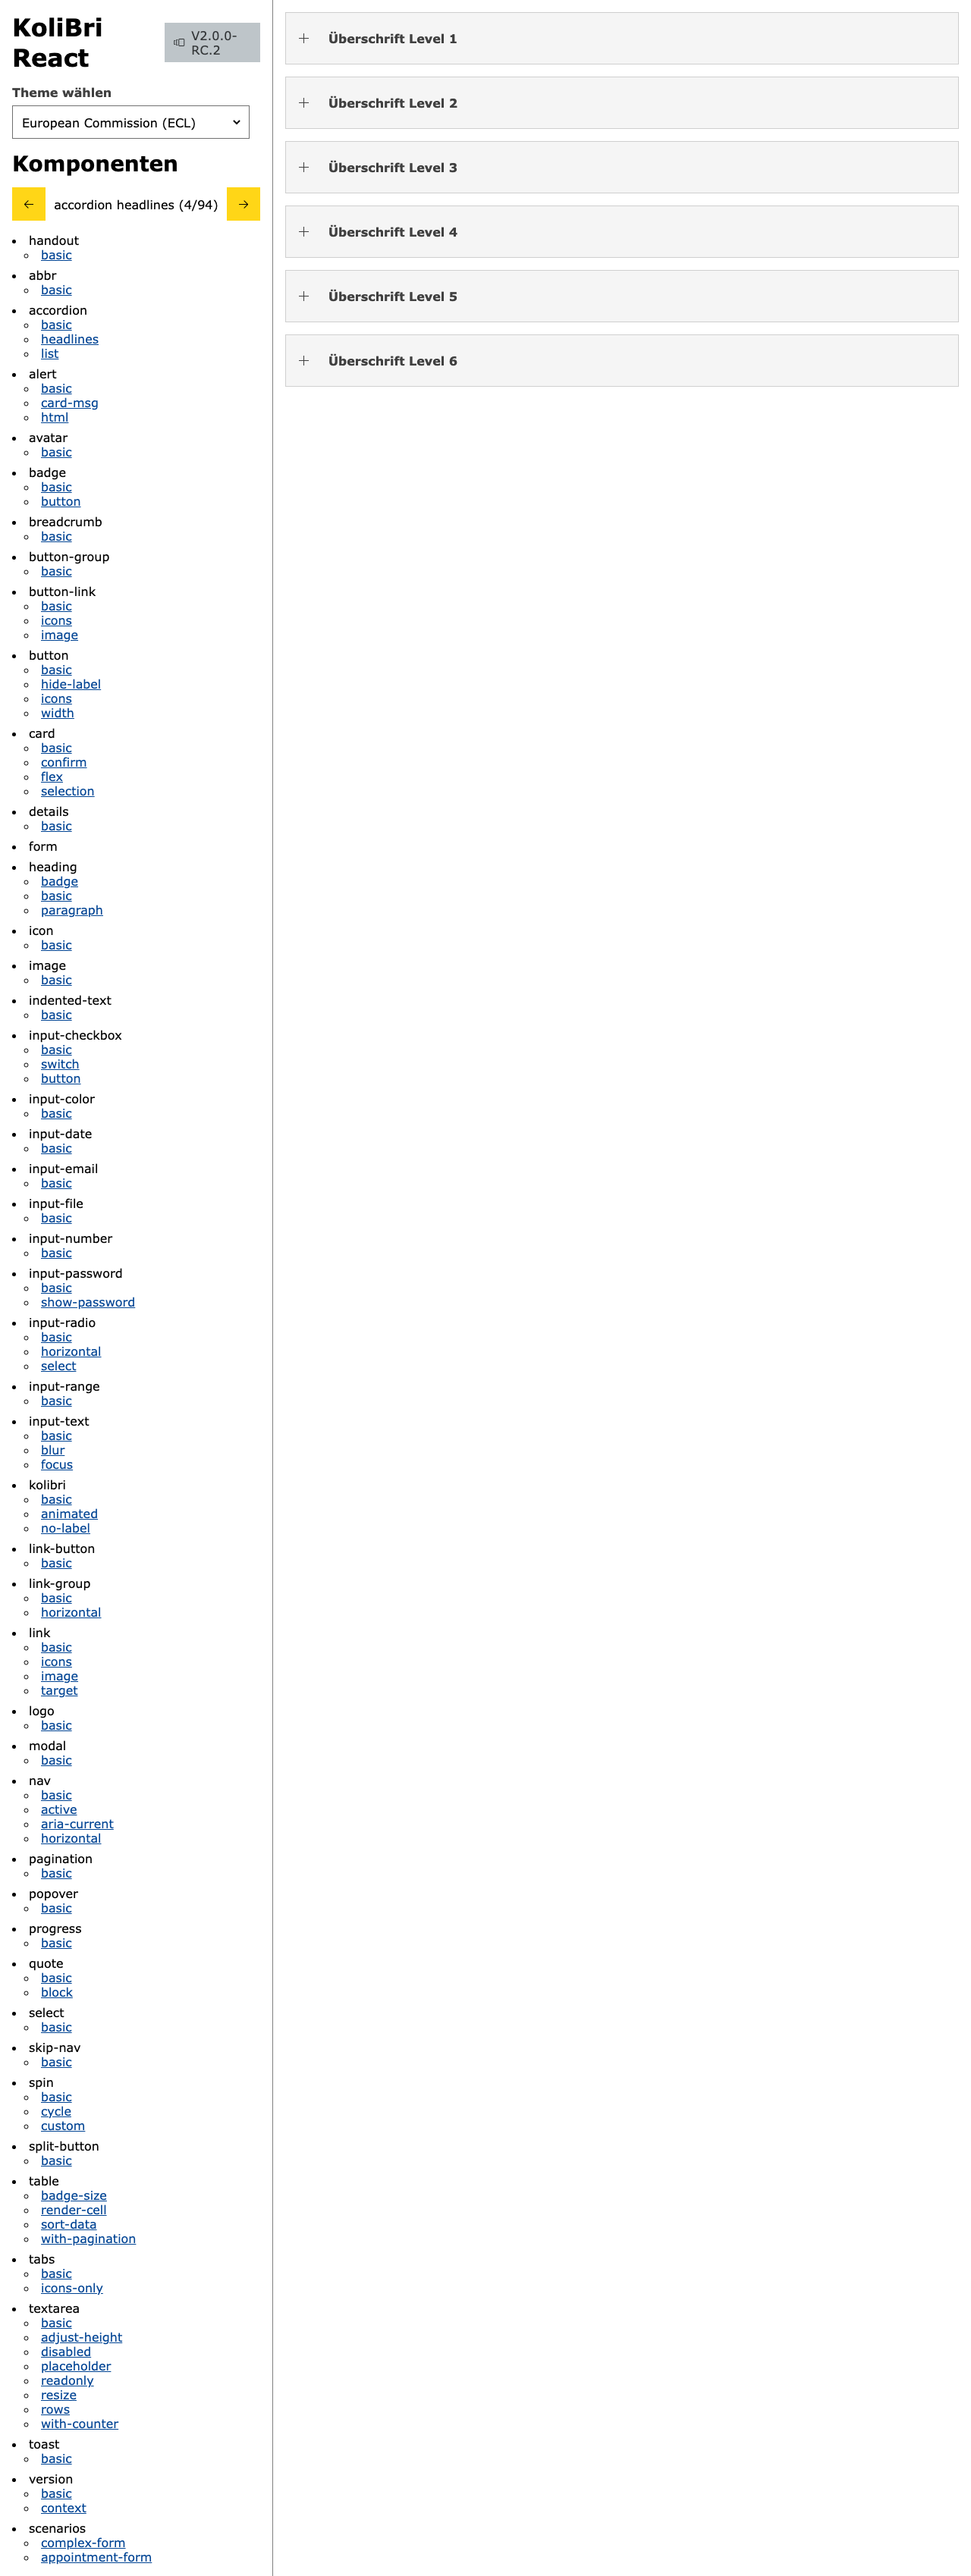 KoliBri
React
V2.0.0-
RC.2
Theme wählen
European Commission (ECL)
Komponenten
accordion headlines (4/94)
handout
basic
abbr
basic
accordion
basic
headlines
list
alert
basic
card-msg
html
avatar
basic
badge
basic
button
breadcrumb
basic
button-group
basic
button-link
basic
icons
image
button
basic
hide-label
icons
width
card
basic
confirm
flex
selection
details
basic
form
heading
badge
basic
paragraph
icon
basic
image
basic
indented-text
basic
input-checkbox
basic
switch
button
input-color
basic
input-date
basic
input-email
basic
input-file
basic
input-number
basic
input-password
basic
show-password
input-radio
basic
horizontal
select
input-range
basic
input-text
basic
blur
focus
kolibri
basic
animated
no-label
link-button
basic
link-group
basic
horizontal
link
basic
icons
image
target
logo
basic
modal
basic
nav
basic
active
aria-current
horizontal
pagination
basic
popover
basic
progress
basic
quote
basic
block
select
basic
skip-nav
basic
spin
basic
cycle
custom
split-button
basic
table
badge-size
render-cell
sort-data
with-pagination
tabs
basic
icons-only
textarea
basic
adjust-height
disabled
placeholder
readonly
resize
rows
with-counter
toast
basic
version
basic
context
scenarios
complex-form
appointment-form
Überschrift Level 1
Überschrift Level 2
Überschrift Level 3
Überschrift Level 4
Überschrift Level 5
Überschrift Level 6